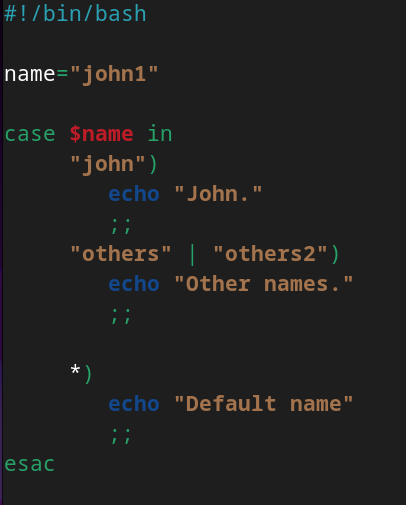 #!/bin/bash
name="john1"
case $name in
"john")
echo "John."
;;
"others" | "others2")
echo "Other names."
;;
*)
echo "Default name"
;;
esac